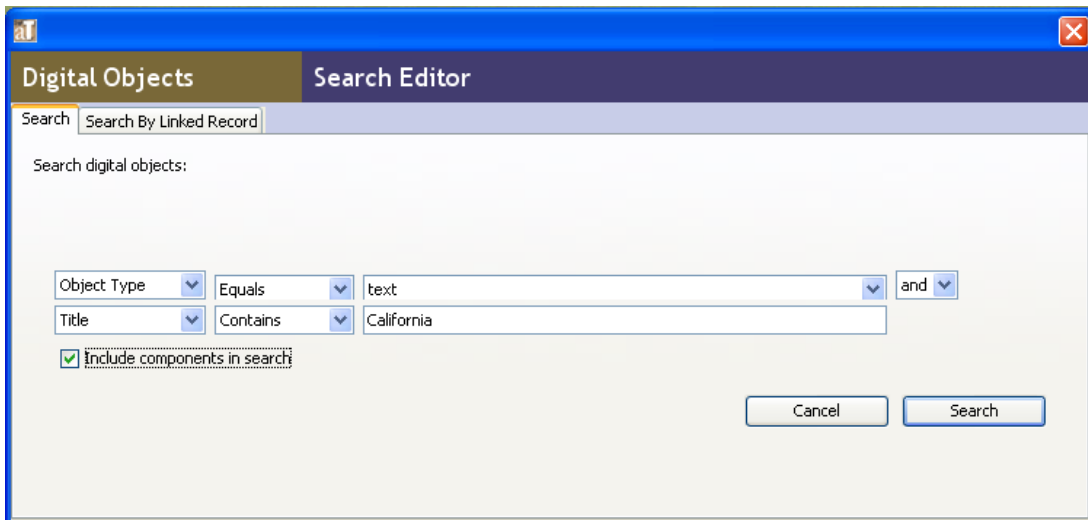 aT
Digital Objects Search Editor
Search Search By Linked Record
Search digital objects:
Object Type Equals text and
Title Contains California
Include components in search
Cancel Search